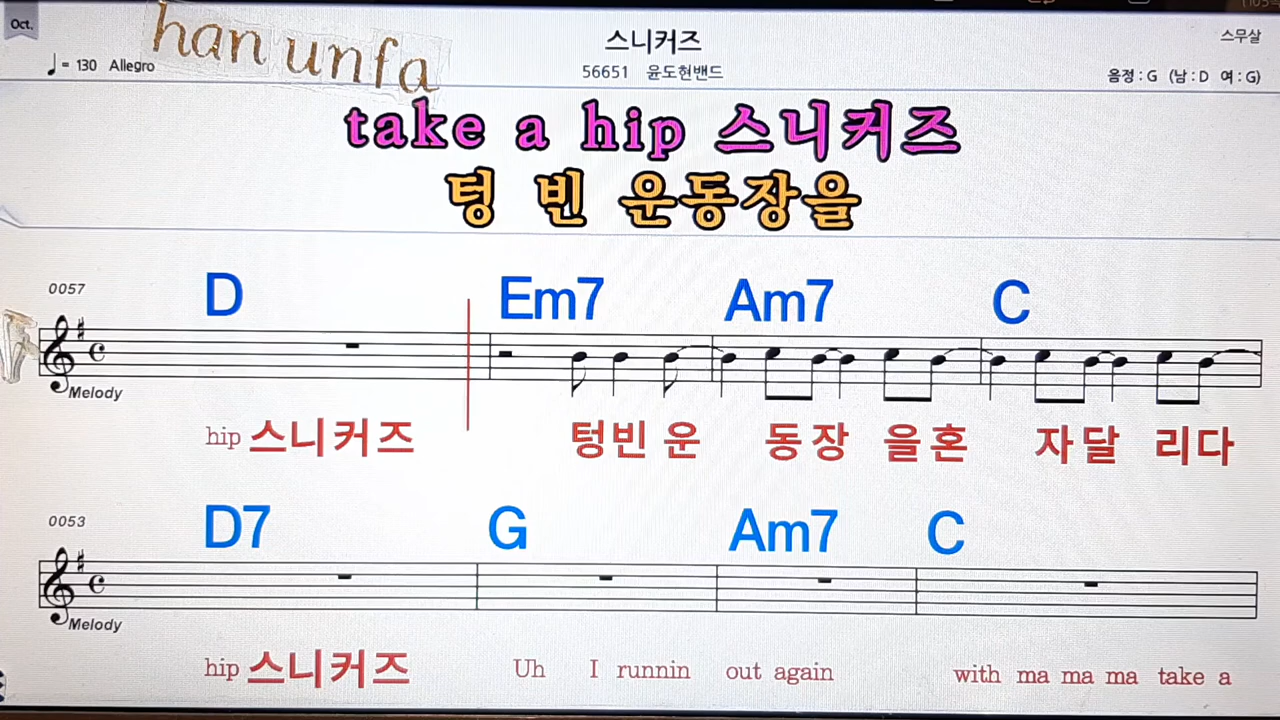 Oct.
han unfa
♩= 130 Allegro
스니커즈
56651 윤도현밴드
스무살
음정 : G (남 : D 여 : G)
take a hip 스니커즈
텅 빈 운동장을
0057
D Em7 Am7 C
Melody
hip 스니커즈 텅빈 운 동장 을혼 자달 리다
0053
D7 G Am7 C
Melody
hip 스니커즈 Uh I runnin out again with ma ma ma take a